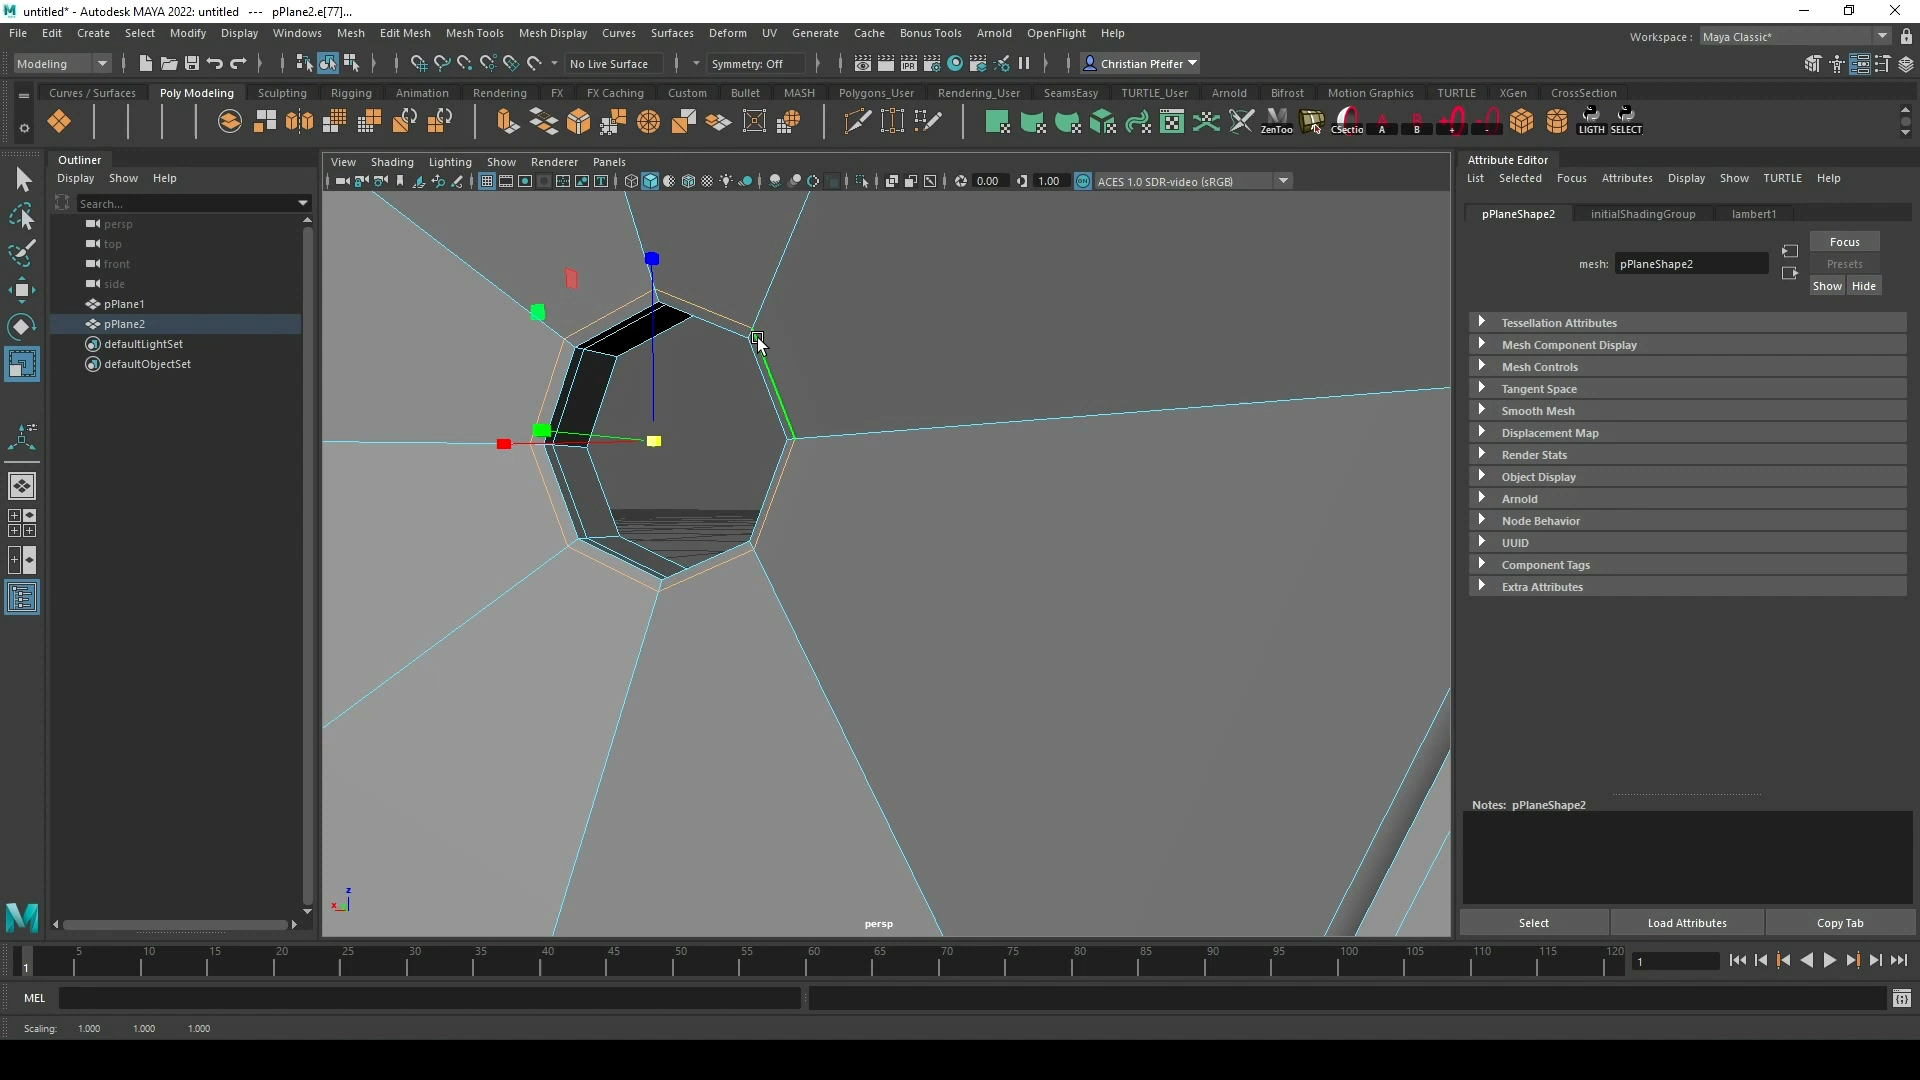 untitled* - Autodesk MAYA 2022: untitled --- pPlane2.e[77]...
File Edit Create Select Modify Display Windows Mesh Edit Mesh Mesh Tools Mesh Display Curves Surfaces Deform UV Generate Cache Bonus Tools Arnold OpenFlight Help
Workspace : Maya Classic*
Modeling
No Live Surface
Symmetry: Off
IPR
Christian Pfeifer
Curves / Surfaces Poly Modeling Sculpting Rigging Animation Rendering FX FX Caching Custom Bullet MASH Polygons_User Rendering_User SeamsEasy TURTLE_User Arnold Bifrost Motion Graphics TURTLE XGen CrossSection
ZenToo CSectio A B + - LIGTH SELECT
Outliner
Display Show Help
Search...
persp
top
front
side
pPlane1
pPlane2
defaultLightSet
defaultObjectSet
View Shading Lighting Show Renderer Panels
0.00 1.00 ON ACES 1.0 SDR-video (sRGB)
z
x
persp
Attribute Editor
List Selected Focus Attributes Display Show TURTLE Help
pPlaneShape2 initialShadingGroup lambert1
mesh: pPlaneShape2
Focus
Presets
Show Hide
Tessellation Attributes
Mesh Component Display
Mesh Controls
Tangent Space
Smooth Mesh
Displacement Map
Render Stats
Object Display
Arnold
Node Behavior
UUID
Component Tags
Extra Attributes
Notes: pPlaneShape2
Select Load Attributes Copy Tab
1 5 10 15 20 25 30 35 40 45 50 55 60 65 70 75 80 85 90 95 100 105 110 115 120
1
MEL
Scaling: 1.000 1.000 1.000